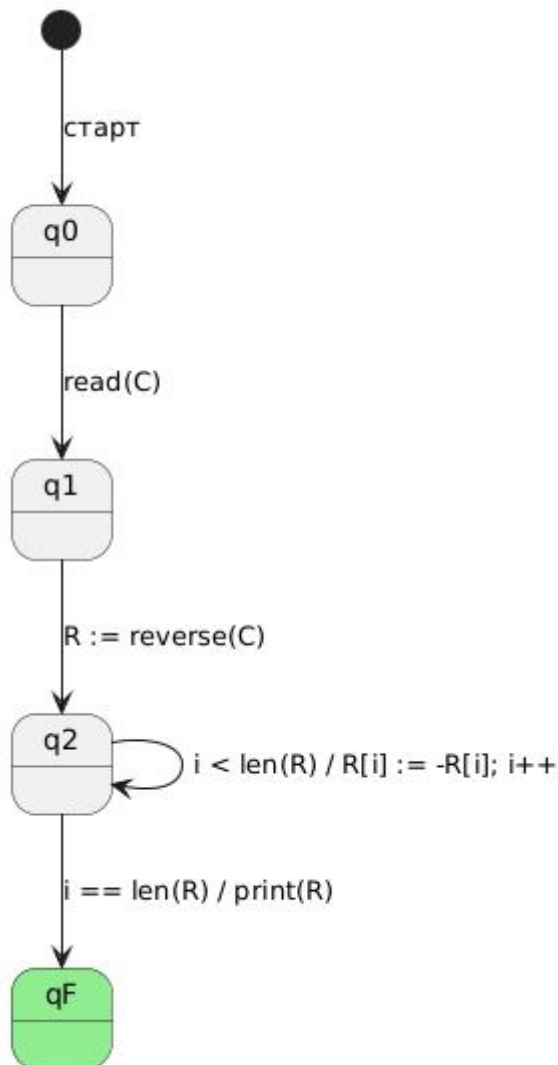 старт
q0
read(C)
q1
R := reverse(C)
q2
i < len(R) / R[i] := -R[i]; i++
i == len(R) / print(R)
qF